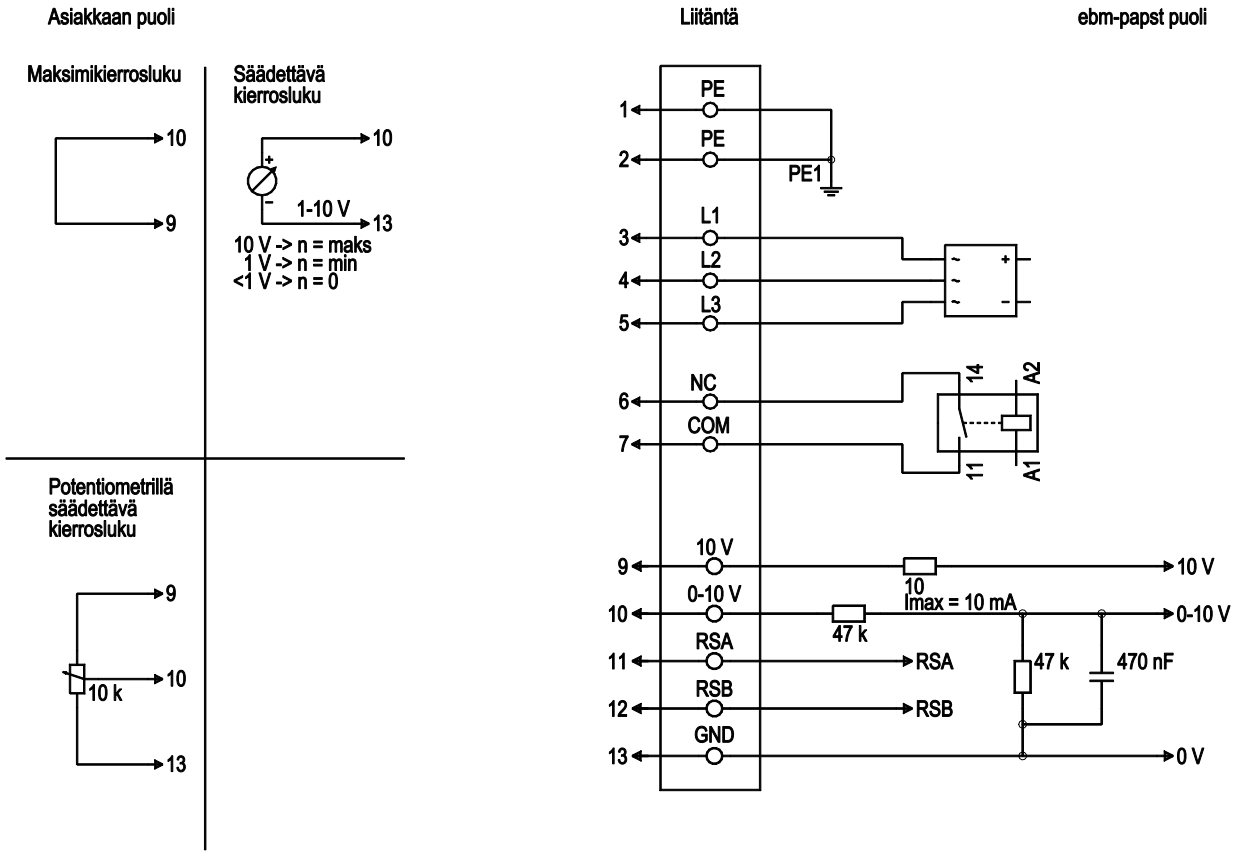 Asiakkaan puoli
Liitäntä
ebm-papst puoli
Maksimikierrosluku
10
9
Säädettävä
kierrosluku
10
+
-
1-10 V
13
10 V -> n = maks
1 V -> n = min
<1 V -> n = 0
Potentiometrillä
säädettävä
kierrosluku
9
10
10 k
13
PE
1
PE
2
PE1
L1
3
L2
4
L3
5
~ +
~
~ -
NC
6
COM
7
14
A2
11
A1
10 V
9
10
10 V
Imax = 10 mA
0-10 V
10
47 k
0-10 V
RSA
11
RSA
47 k
470 nF
RSB
12
RSB
GND
13
0 V